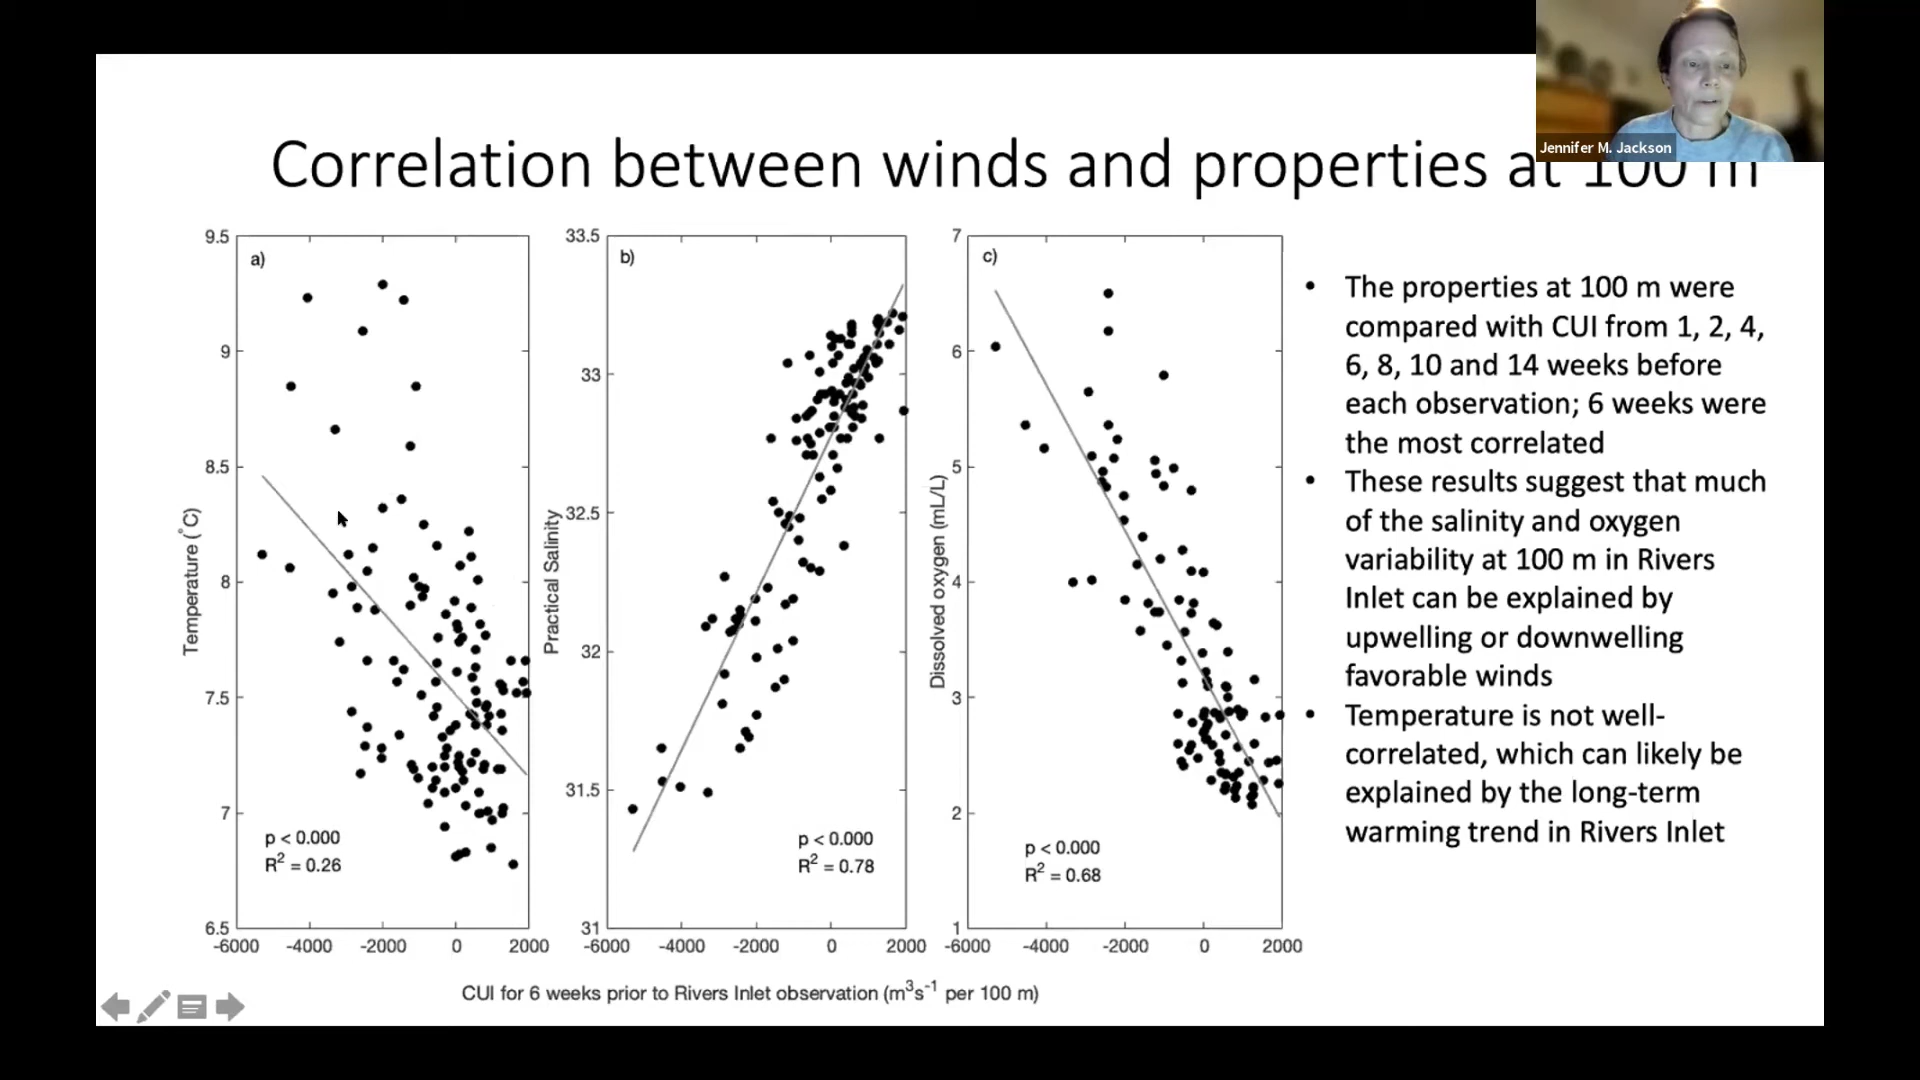 Jennifer M. Jackson
Correlation between winds and properties at 100 m
9.5
9
8.5
8
7.5
7
6.5
-6000
-4000
-2000
0
2000
Temperature (°C)
a)
p < 0.000
R² = 0.26
33.5
33
32.5
32
31.5
31
-6000
-4000
-2000
0
2000
Practical Salinity
b)
p < 0.000
R² = 0.78
7
6
5
4
3
2
1
-6000
-4000
-2000
0
2000
Dissolved oxygen (mL/L)
c)
p < 0.000
R² = 0.68
CUI for 6 weeks prior to Rivers Inlet observation (m³s⁻¹ per 100 m)
• The properties at 100 m were
compared with CUI from 1, 2, 4,
6, 8, 10 and 14 weeks before
each observation; 6 weeks were
the most correlated
• These results suggest that much
of the salinity and oxygen
variability at 100 m in Rivers
Inlet can be explained by
upwelling or downwelling
favorable winds
• Temperature is not well-
correlated, which can likely be
explained by the long-term
warming trend in Rivers Inlet